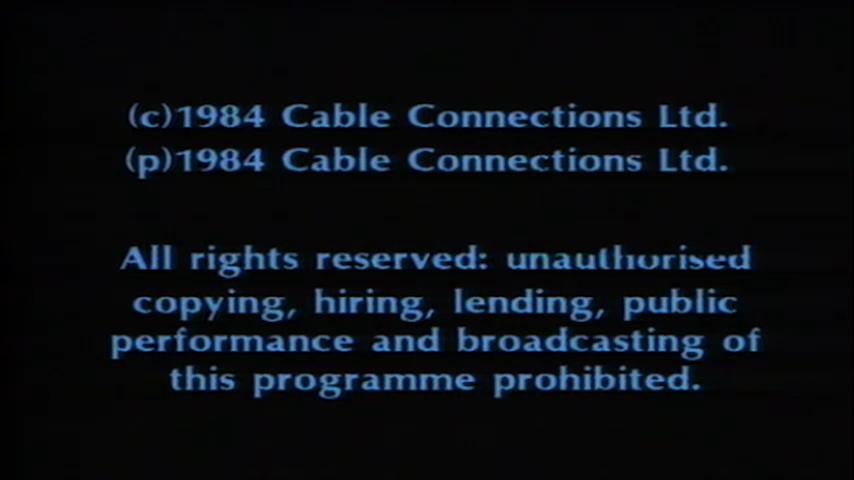 (c)1984 Cable Connections Ltd.
(p)1984 Cable Connections Ltd.
All rights reserved: unauthorised
copying, hiring, lending, public
performance and broadcasting of
this programme prohibited.